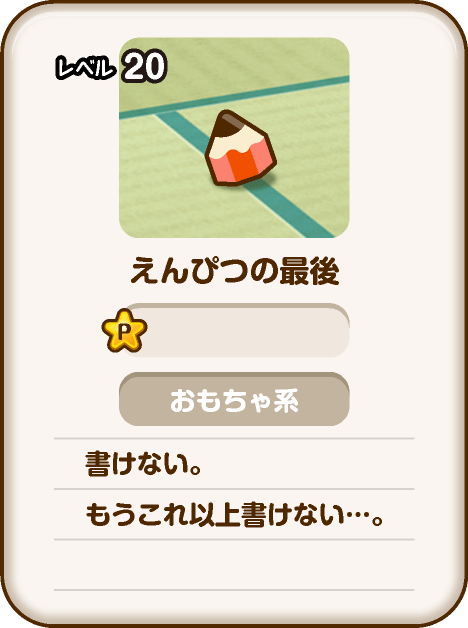 レベル 20
えんぴつの最後
P
おもちゃ系
書けない。
もうこれ以上書けない…。